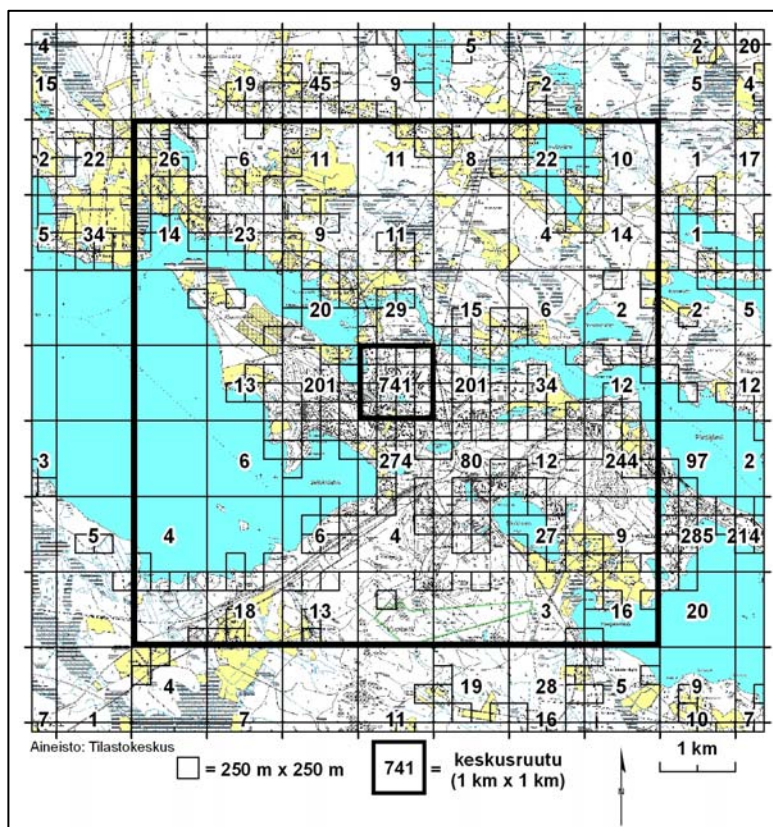 4 5 2 20
15 19 45 9 2 5 4
2 22 26 6 11 11 8 22 10 1 17
5 34 14 23 9 11 4 14 1
20 29 15 6 2 2 5
13 201 741 201 34 12 12
3 6 274 80 12 244 97 2
5 4 6 4 27 9 285 214
18 13 3 16 20
4 19 28 5 9
7 1 7 11 16 10 7
Aineisto: Tilastokeskus
= 250 m x 250 m
741 = keskusruutu
(1 km x 1 km)
1 km
N